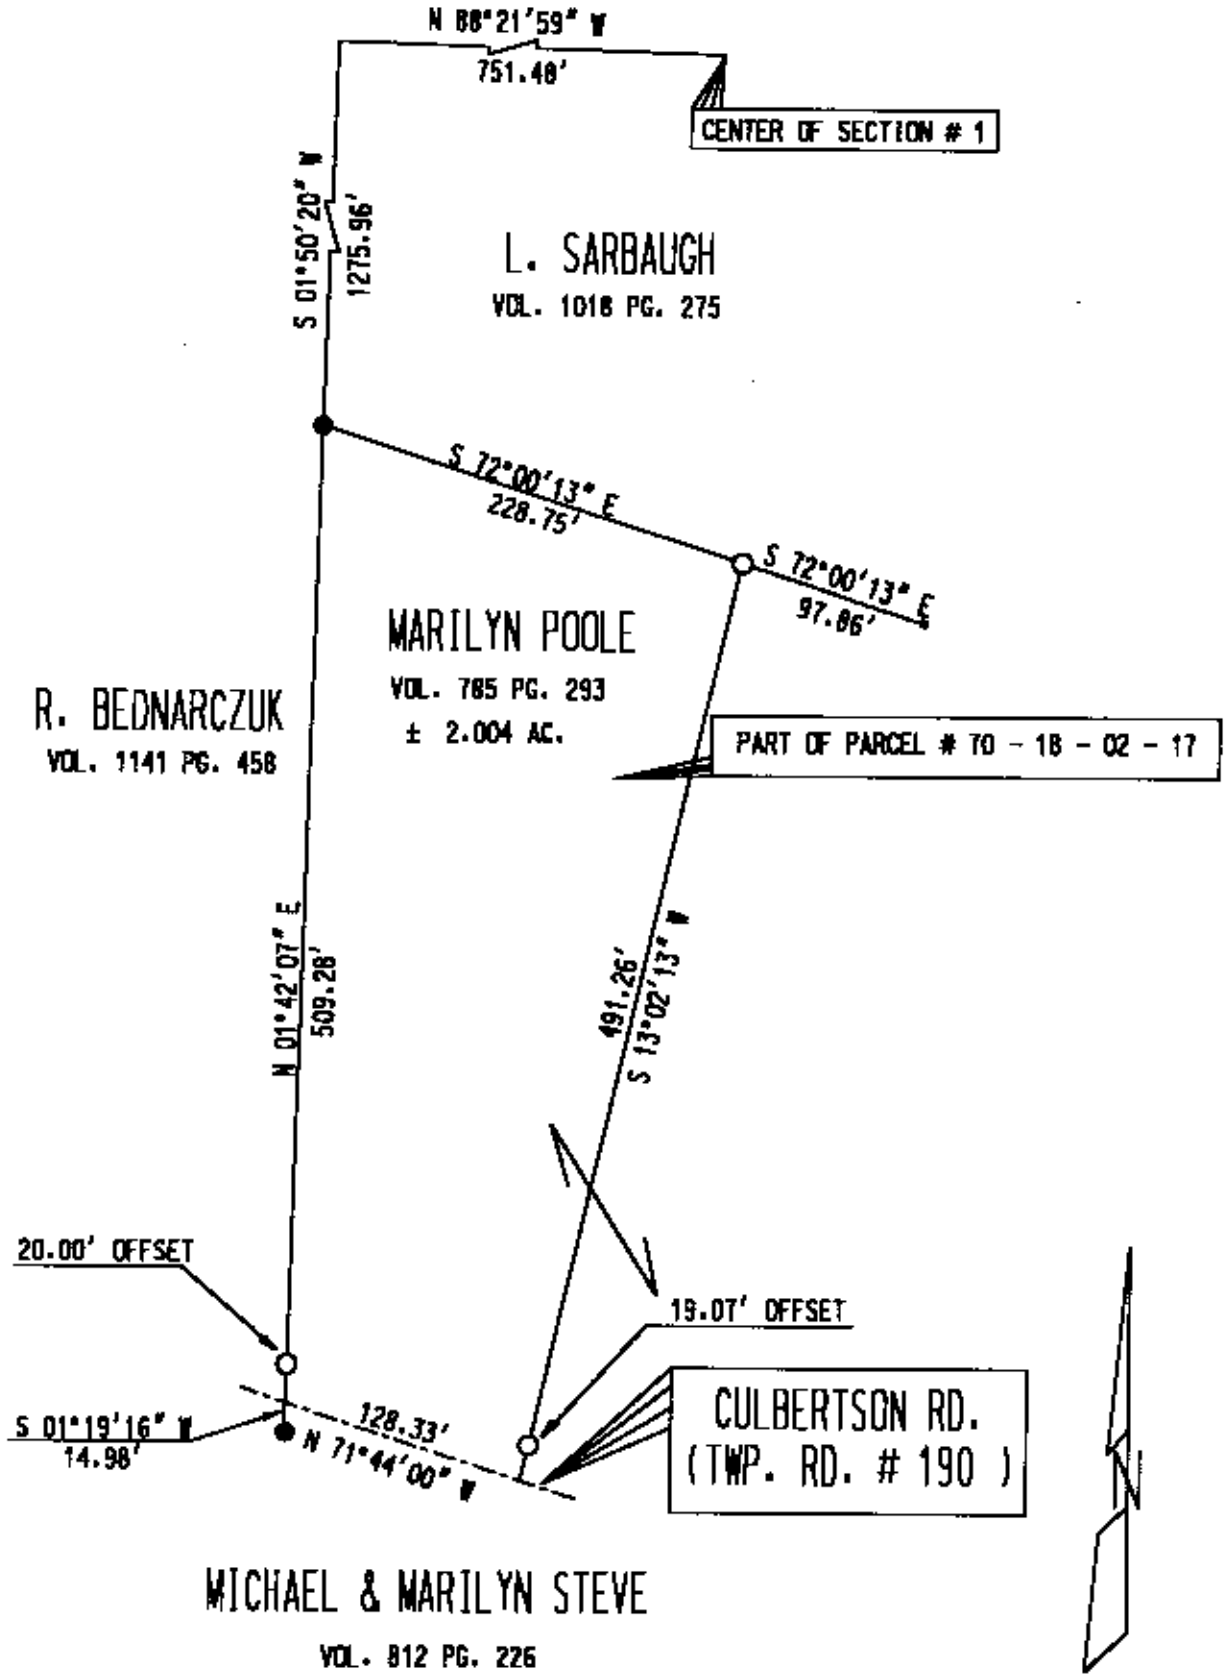 N 88°21'59" W
751.48'
CENTER OF SECTION # 1
S 01°50'20" W
1275.96'
L. SARBAUGH
VOL. 1018 PG. 275
S 72°00'13" E
228.75'
S 72°00'13" E
97.86'
MARILYN POOLE
VOL. 785 PG. 293
± 2.004 AC.
R. BEDNARCZUK
VOL. 1141 PG. 458
PART OF PARCEL # 70 - 18 - 02 - 17
N 01°42'07" E
509.28'
491.26'
S 13°02'13" W
20.00' OFFSET
19.07' OFFSET
S 01°19'16" W
14.98'
128.33'
N 71°44'00" W
CULBERTSON RD.
(TWP. RD. # 190 )
N
MICHAEL & MARILYN STEVE
VOL. 812 PG. 226